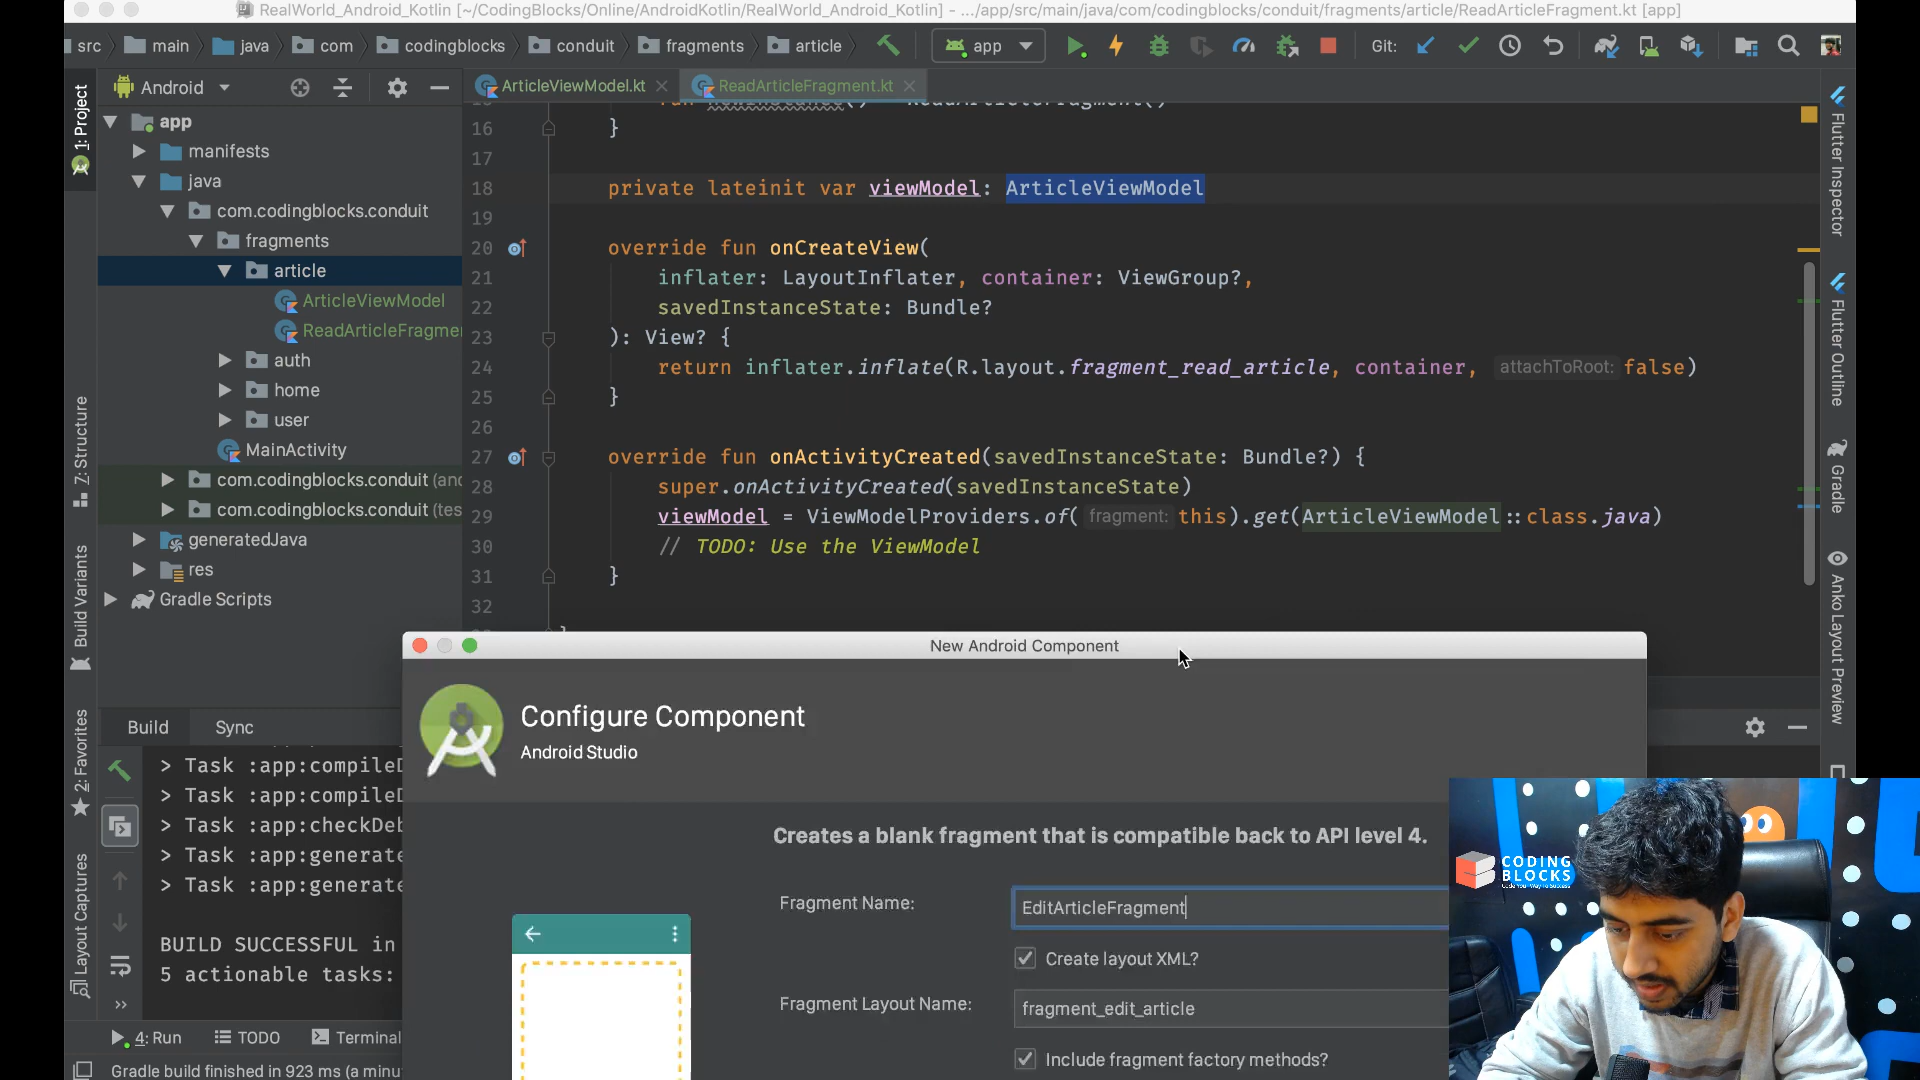 RealWorld_Android_Kotlin [~/CodingBlocks/Online/AndroidKotlin/RealWorld_Android_Kotlin] - .../app/src/main/java/com/codingblocks/conduit/fragments/article/ReadArticleFragment.kt [app]
src main java com codingblocks conduit fragments article app Git:
Android
ArticleViewModel.kt ReadArticleFragment.kt
1: Project
7: Structure
Build Variants
2: Favorites
Layout Captures
app
manifests
java
com.codingblocks.conduit
fragments
article
ArticleViewModel
ReadArticleFragme
auth
home
user
MainActivity
com.codingblocks.conduit (and
com.codingblocks.conduit (tes
generatedJava
res
Gradle Scripts
16 }
17
18 private lateinit var viewModel: ArticleViewModel
19
20 override fun onCreateView(
21 inflater: LayoutInflater, container: ViewGroup?,
22 savedInstanceState: Bundle?
23 ): View? {
24 return inflater.inflate(R.layout.fragment_read_article, container, attachToRoot: false)
25 }
26
27 override fun onActivityCreated(savedInstanceState: Bundle?) {
28 super.onActivityCreated(savedInstanceState)
29 viewModel = ViewModelProviders.of( fragment: this).get(ArticleViewModel::class.java)
30 // TODO: Use the ViewModel
31 }
32
Flutter Inspector
Flutter Outline
Gradle
Anko Layout Preview
Build Sync
> Task :app:compileD
> Task :app:compileD
> Task :app:checkDeb
> Task :app:generate
> Task :app:generate
BUILD SUCCESSFUL in
5 actionable tasks:
4: Run TODO Terminal
Gradle build finished in 923 ms (a minu
New Android Component
Configure Component
Android Studio
Creates a blank fragment that is compatible back to API level 4.
Fragment Name: EditArticleFragment
Create layout XML?
Fragment Layout Name: fragment_edit_article
Include fragment factory methods?
CODING
BLOCKS
Code Your Way To Success